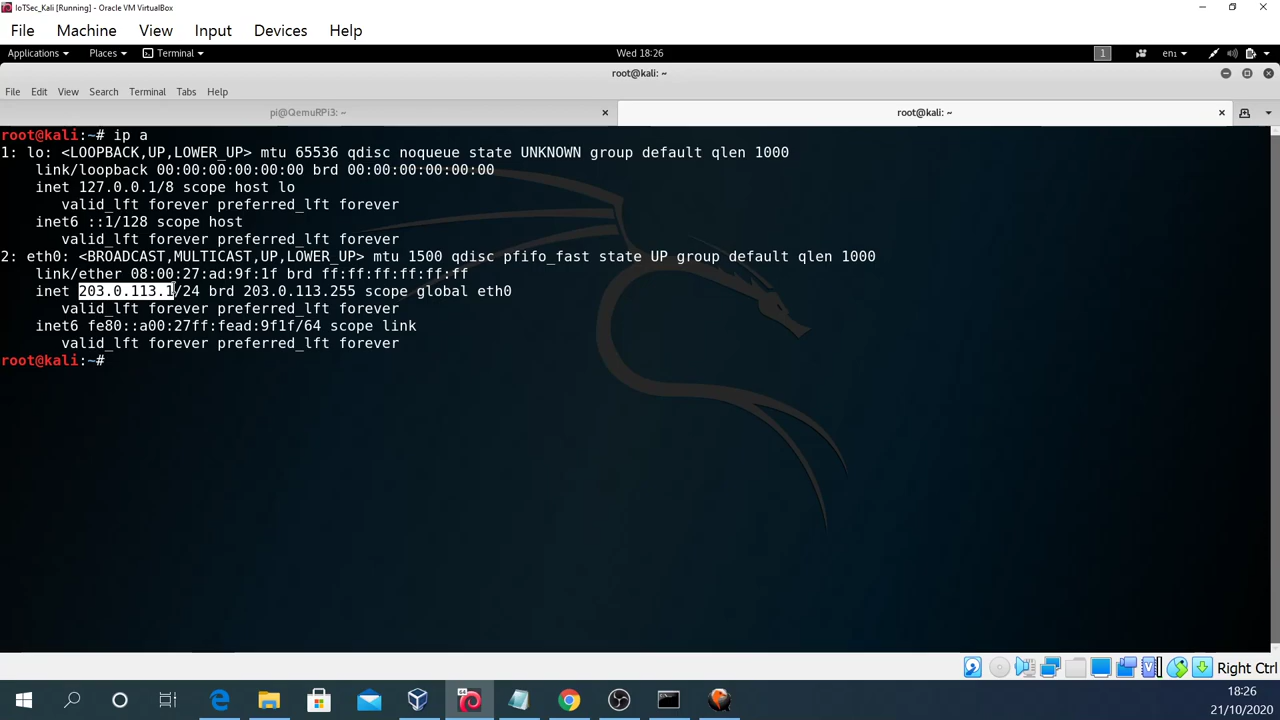 IoTSec_Kali [Running] - Oracle VM VirtualBox
File Machine View Input Devices Help
Applications Places Terminal Wed 18:26 1 en1
root@kali: ~
File Edit View Search Terminal Tabs Help
pi@QemuRPi3: ~ root@kali: ~
root@kali:~# ip a
1: lo: <LOOPBACK,UP,LOWER_UP> mtu 65536 qdisc noqueue state UNKNOWN group default qlen 1000
link/loopback 00:00:00:00:00:00 brd 00:00:00:00:00:00
inet 127.0.0.1/8 scope host lo
valid_lft forever preferred_lft forever
inet6 ::1/128 scope host
valid_lft forever preferred_lft forever
2: eth0: <BROADCAST,MULTICAST,UP,LOWER_UP> mtu 1500 qdisc pfifo_fast state UP group default qlen 1000
link/ether 08:00:27:ad:9f:1f brd ff:ff:ff:ff:ff:ff
inet 203.0.113.1/24 brd 203.0.113.255 scope global eth0
valid_lft forever preferred_lft forever
inet6 fe80::a00:27ff:fead:9f1f/64 scope link
valid_lft forever preferred_lft forever
root@kali:~#
Right Ctrl
18:26
21/10/2020